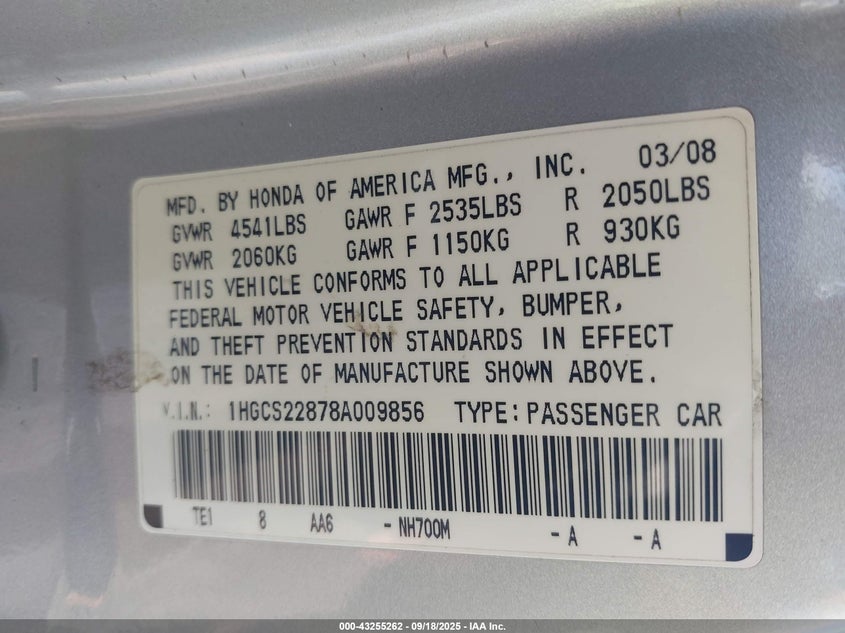 MFD. BY HONDA OF AMERICA MFG., INC. 03/08
GVWR 4541LBS GAWR F 2535LBS R 2050LBS
GVWR 2060KG GAWR F 1150KG R 930KG
THIS VEHICLE CONFORMS TO ALL APPLICABLE
FEDERAL MOTOR VEHICLE SAFETY, BUMPER,
AND THEFT PREVENTION STANDARDS IN EFFECT
ON THE DATE OF MANUFACTURE SHOWN ABOVE.
V.I.N.: 1HGCS22878A009856 TYPE: PASSENGER CAR
TE1 8 AA6 - NH700M - A - A
000-43255262 - 09/18/2025 - IAA Inc.